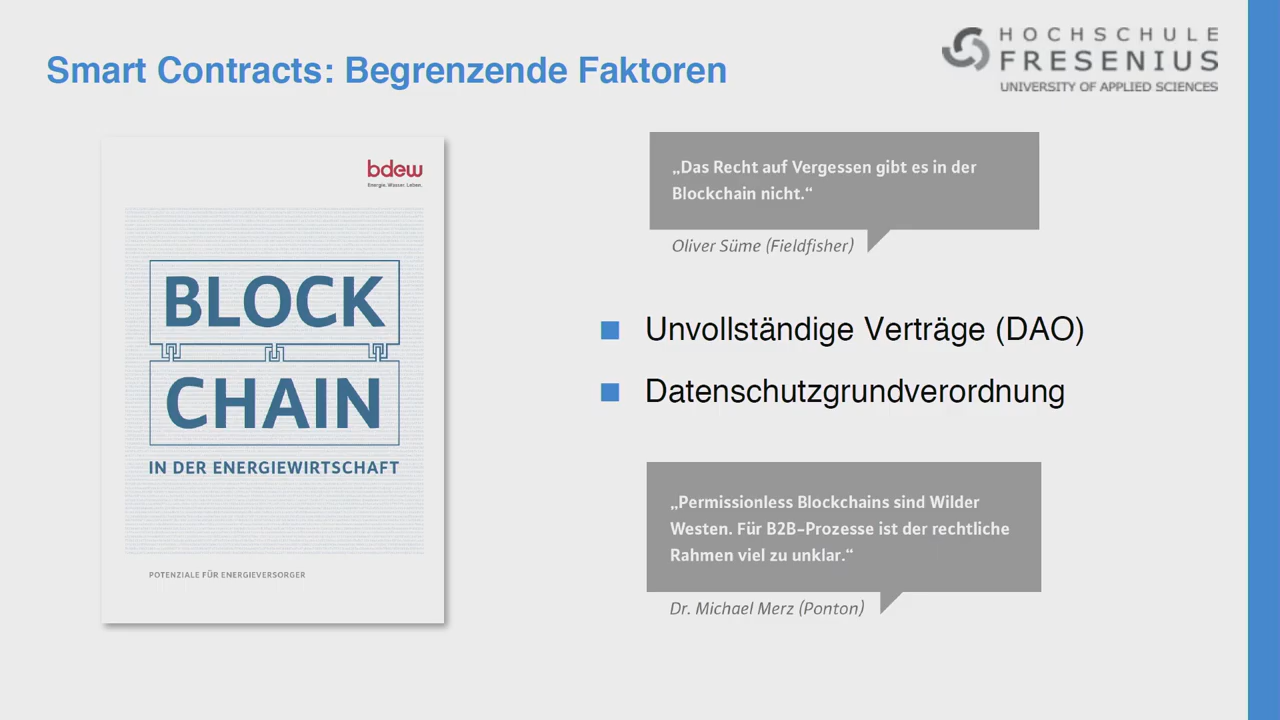 Smart Contracts: Begrenzende Faktoren
HOCHSCHULE
FRESENIUS
UNIVERSITY OF APPLIED SCIENCES
bdew
Energie. Wasser. Leben.
BLOCK
CHAIN
IN DER ENERGIEWIRTSCHAFT
POTENZIALE FÜR ENERGIEVERSORGER
„Das Recht auf Vergessen gibt es in der
Blockchain nicht.“
Oliver Süme (Fieldfisher)
Unvollständige Verträge (DAO)
Datenschutzgrundverordnung
„Permissionless Blockchains sind Wilder
Westen. Für B2B-Prozesse ist der rechtliche
Rahmen viel zu unklar.“
Dr. Michael Merz (Ponton)